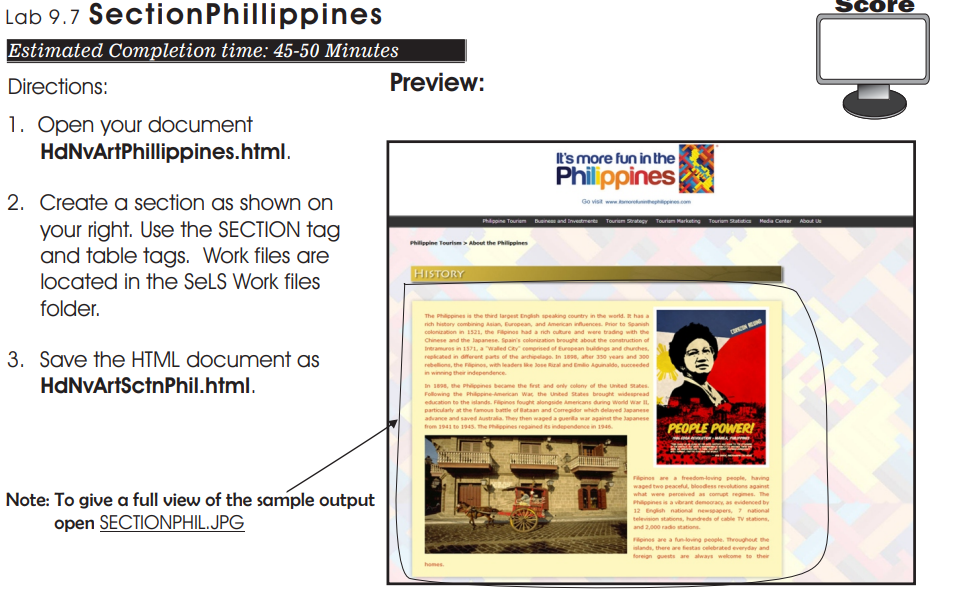 Lab 9.7 SectionPhillippines
Score
Estimated Completion time: 45-50 Minutes
Directions:
Preview:
1. Open your document
HdNvArtPhillippines.html.
2. Create a section as shown on
your right. Use the SECTION tag
and table tags. Work files are
located in the SeLS Work files
folder.
3. Save the HTML document as
HdNvArtSctnPhil.html.
Note: To give a full view of the sample output
open SECTIONPHIL.JPG
It's more fun in the
Philippines
Go visit www.itsmorefuninthephilippines.com
Philippine Tourism Business and Investments Tourism Strategy Tourism Marketing Tourism Statistics Media Center About Us
Philippine Tourism > About the Philippines
HISTORY
The Philippines is the third largest English speaking country in the world. It has a
rich history combining Asian, European, and American influences. Prior to Spanish
colonization in 1521, the Filipinos had a rich culture and were trading with the
Chinese and the Japanese. Spain's colonization brought about the construction of
Intramuros in 1571, a "Walled City" comprised of European buildings and churches,
replicated in different parts of the archipelago. In 1898, after 350 years and 300
rebellions, the Filipinos, with leaders like Jose Rizal and Emilio Aguinaldo, succeeded
in winning their independence.
In 1898, the Philippines became the first and only colony of the United States.
Following the Philippine-American War, the United States brought widespread
education to the islands. Filipinos fought alongside Americans during World War II,
particularly at the famous battle of Bataan and Corregidor which delayed Japanese
advance and saved Australia. They then waged a guerilla war against the Japanese
from 1941 to 1945. The Philippines regained its independence in 1946.
CORAZON AQUINO
PEOPLE POWER!
1986 EDSA REVOLUTION - MANILA, PHILIPPINES
Filipinos are a freedom-loving people, having
waged two peaceful, bloodless revolutions against
what were perceived as corrupt regimes. The
Philippines is a vibrant democracy, as evidenced by
12 English national newspapers, 7 national
television stations, hundreds of cable TV stations,
and 2,000 radio stations.
Filipinos are a fun-loving people. Throughout the
islands, there are fiestas celebrated everyday and
foreign guests are always welcome to their
homes.